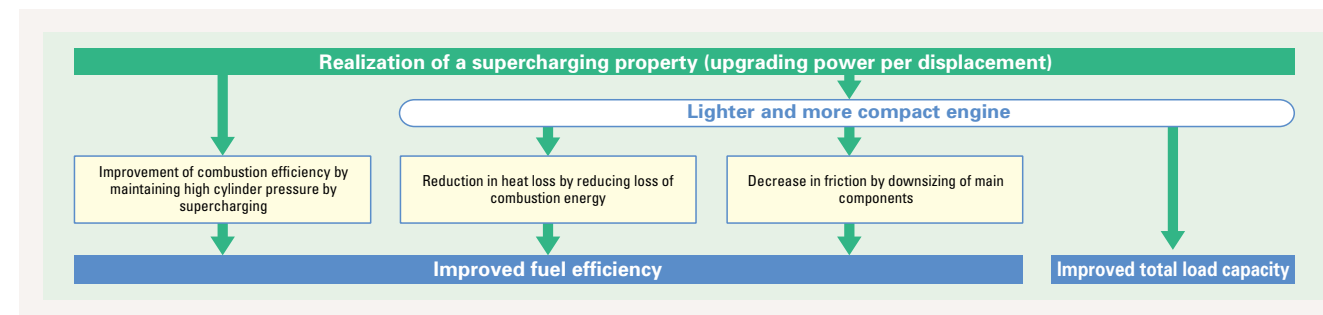 Realization of a supercharging property (upgrading power per displacement)
Lighter and more compact engine
Improvement of combustion efficiency by
maintaining high cylinder pressure by
supercharging
Reduction in heat loss by reducing loss of
combustion energy
Decrease in friction by downsizing of main
components
Improved fuel efficiency
Improved total load capacity